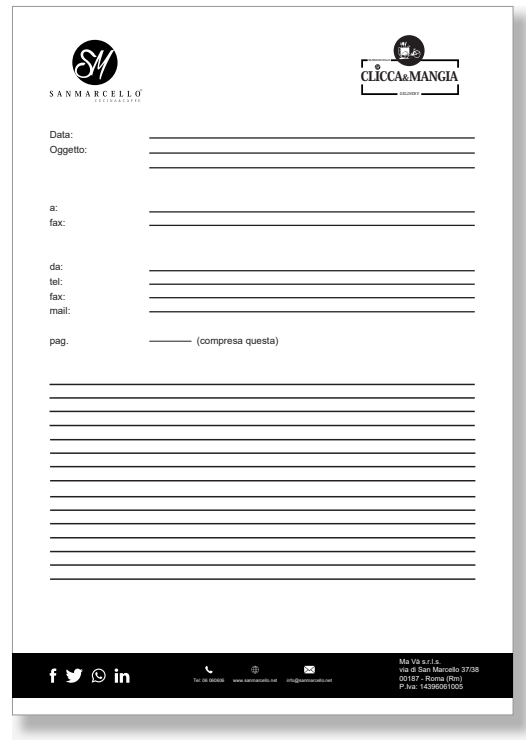 SM
SANMARCELLO
CUCINA&CAFFÈ
CLICCA&MANGIA
DELIVERY
Data:
Oggetto:
a:
fax:
da:
tel:
fax:
mail:
pag. (compresa questa)
f in
Tel: 06 060606 www.sanmarcello.net info@sanmarcello.net
Ma Và s.r.l.s.
via di San Marcello 37/38
00187 - Roma (Rm)
P.Iva: 14396061005